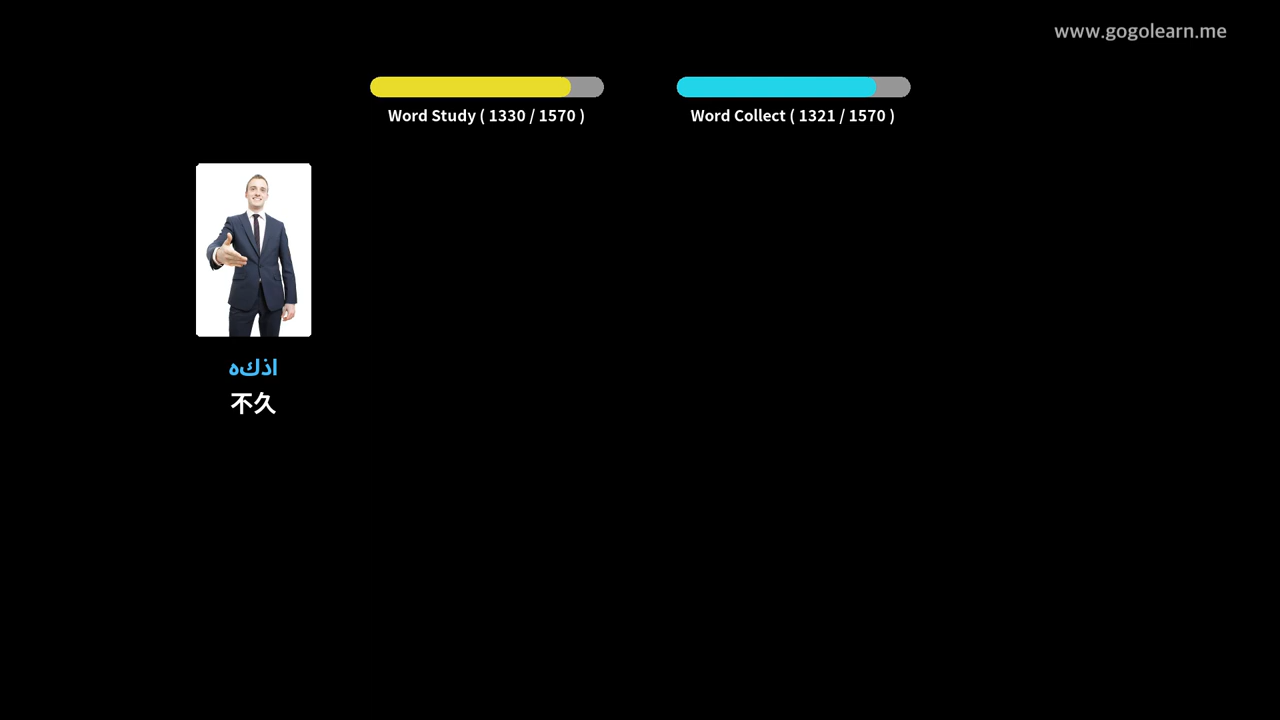 www.gogolearn.me
Word Study ( 1330 / 1570 )
Word Collect ( 1321 / 1570 )
اذكه
不久